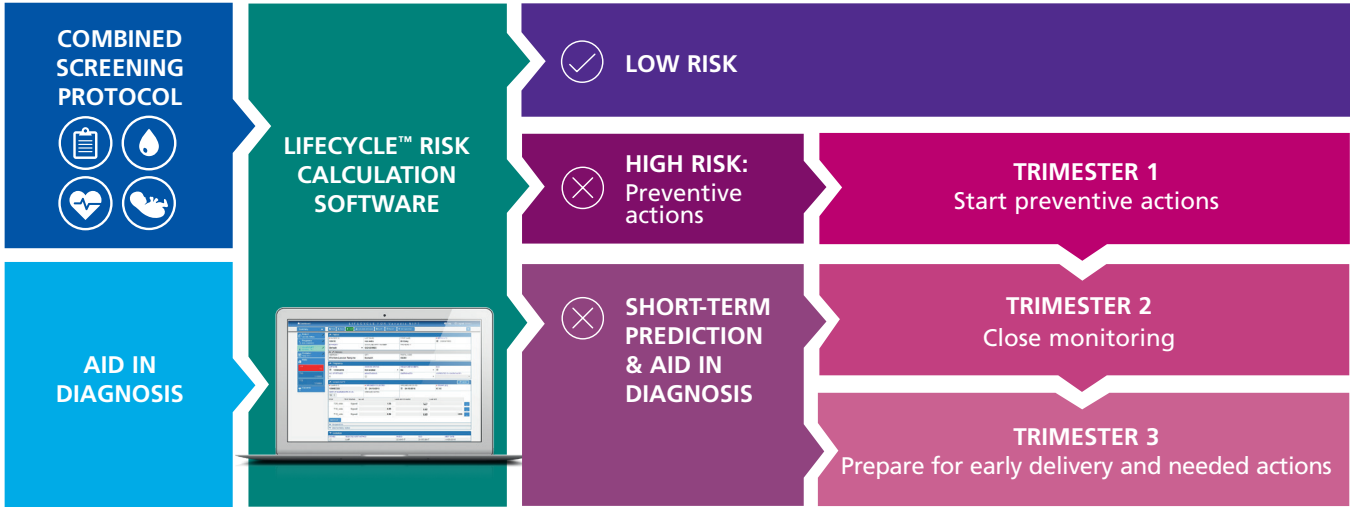 COMBINED
SCREENING
PROTOCOL
AID IN
DIAGNOSIS
LIFECYCLE™ RISK
CALCULATION
SOFTWARE
LOW RISK
HIGH RISK:
Preventive
actions
SHORT-TERM
PREDICTION
& AID IN
DIAGNOSIS
TRIMESTER 1
Start preventive actions
TRIMESTER 2
Close monitoring
TRIMESTER 3
Prepare for early delivery and needed actions